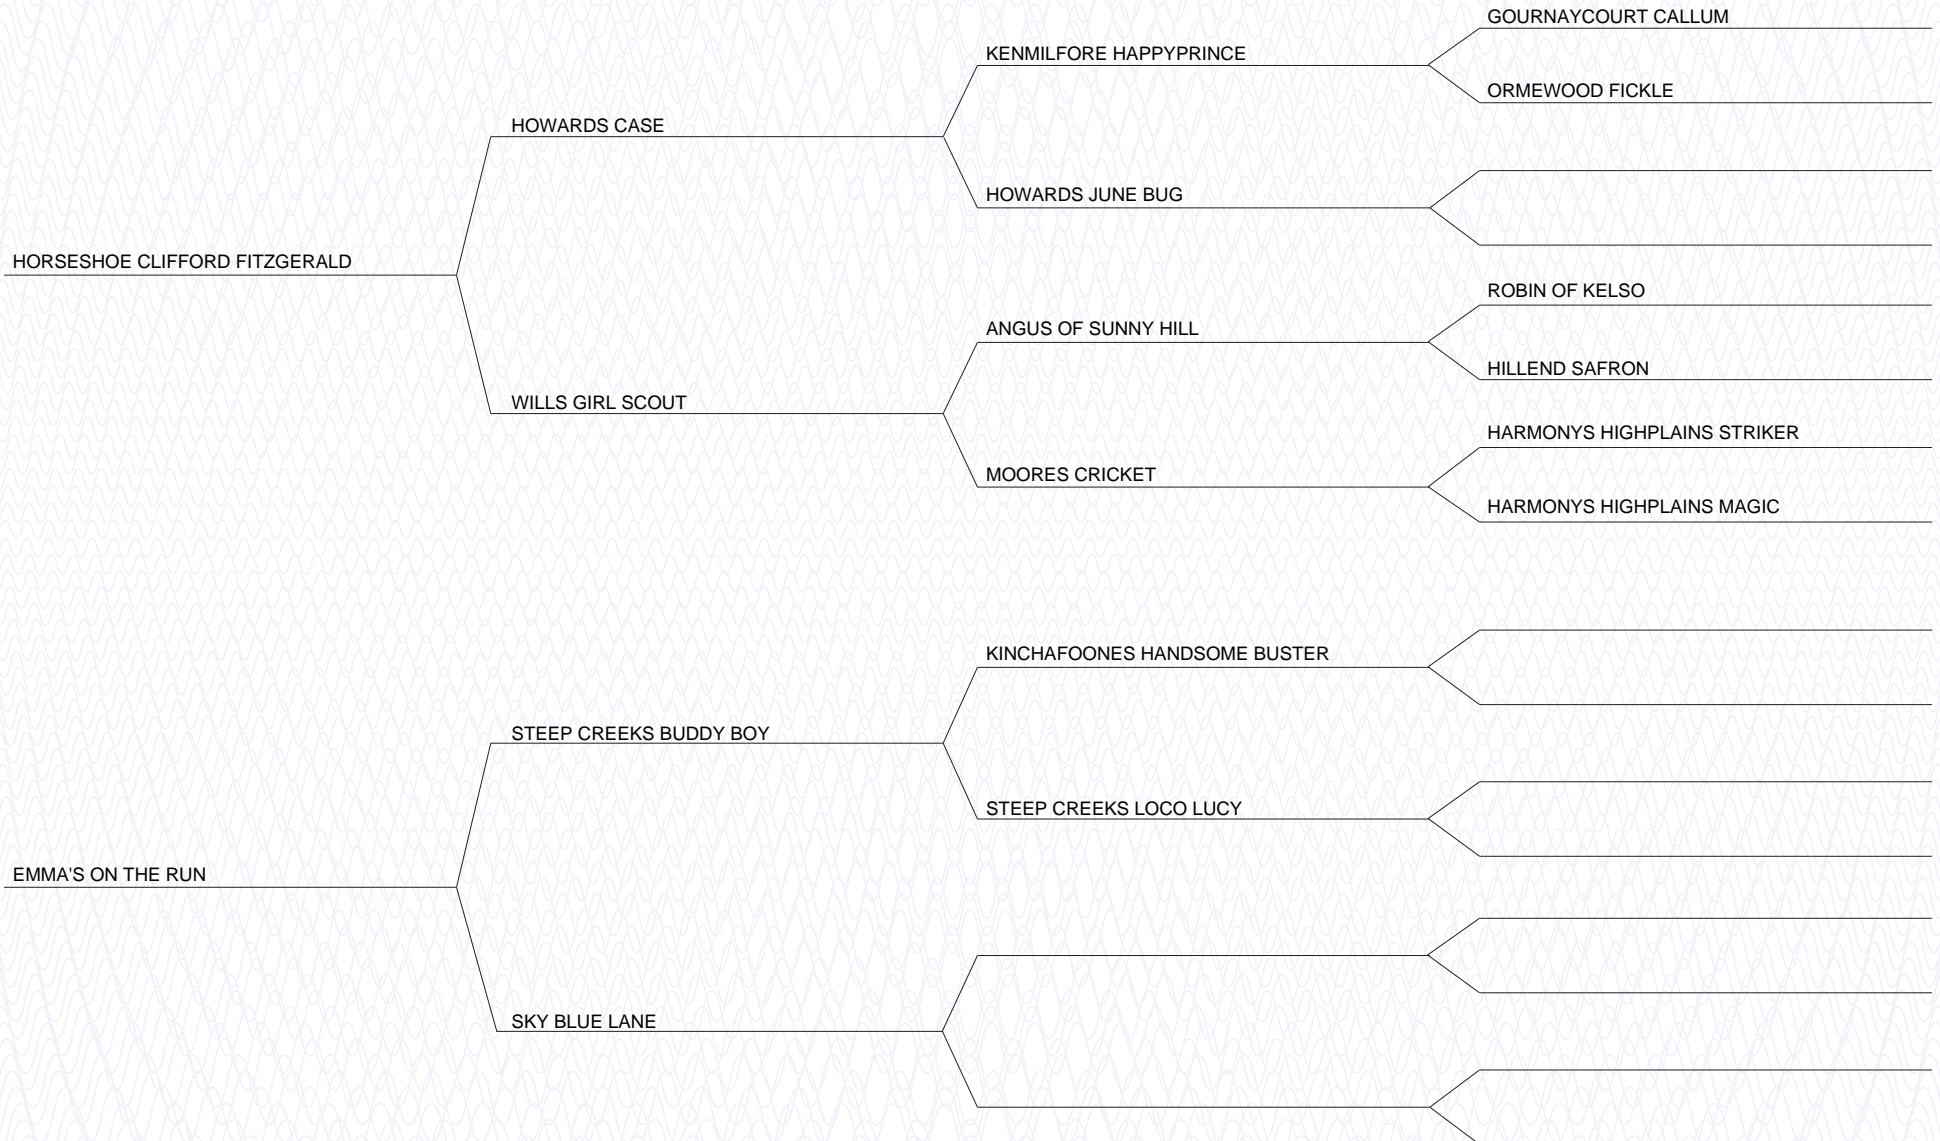 GOURNAYCOURT CALLUM
KENMILFORE HAPPYPRINCE
ORMEWOOD FICKLE
HOWARDS CASE
HOWARDS JUNE BUG
HORSESHOE CLIFFORD FITZGERALD
ROBIN OF KELSO
ANGUS OF SUNNY HILL
HILLEND SAFRON
WILLS GIRL SCOUT
HARMONYS HIGHPLAINS STRIKER
MOORES CRICKET
HARMONYS HIGHPLAINS MAGIC
KINCHAFOONES HANDSOME BUSTER
STEEP CREEKS BUDDY BOY
STEEP CREEKS LOCO LUCY
EMMA'S ON THE RUN
SKY BLUE LANE